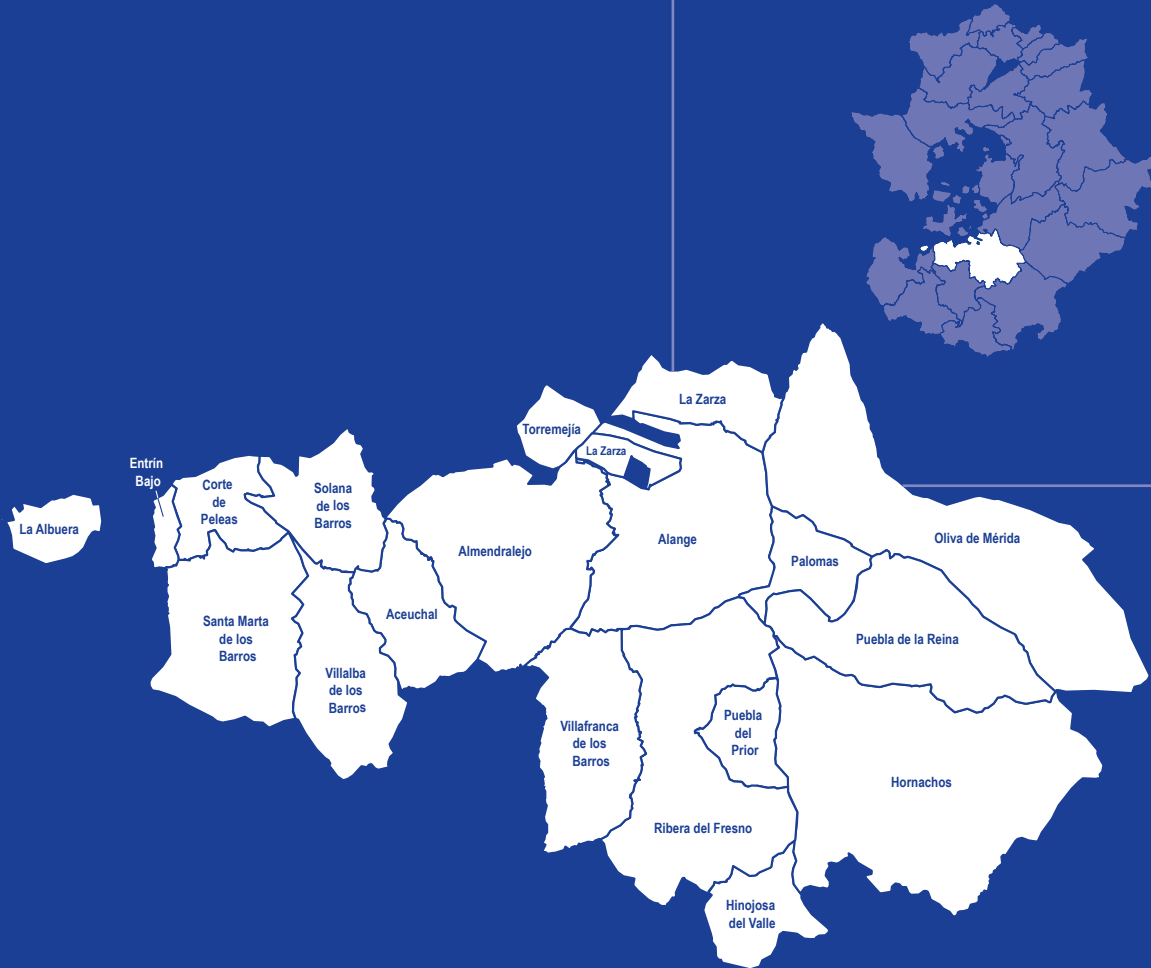 La Zarza
Torremejía
La Zarza
Entrín
Bajo
Corte
de
Peleas
Solana
de los
Barros
La Albuera
Almendralejo
Alange
Oliva de Mérida
Palomas
Aceuchal
Santa Marta
de los
Barros
Puebla de la Reina
Villalba
de los
Barros
Villafranca
de los
Barros
Puebla
del
Prior
Hornachos
Ribera del Fresno
Hinojosa
del Valle